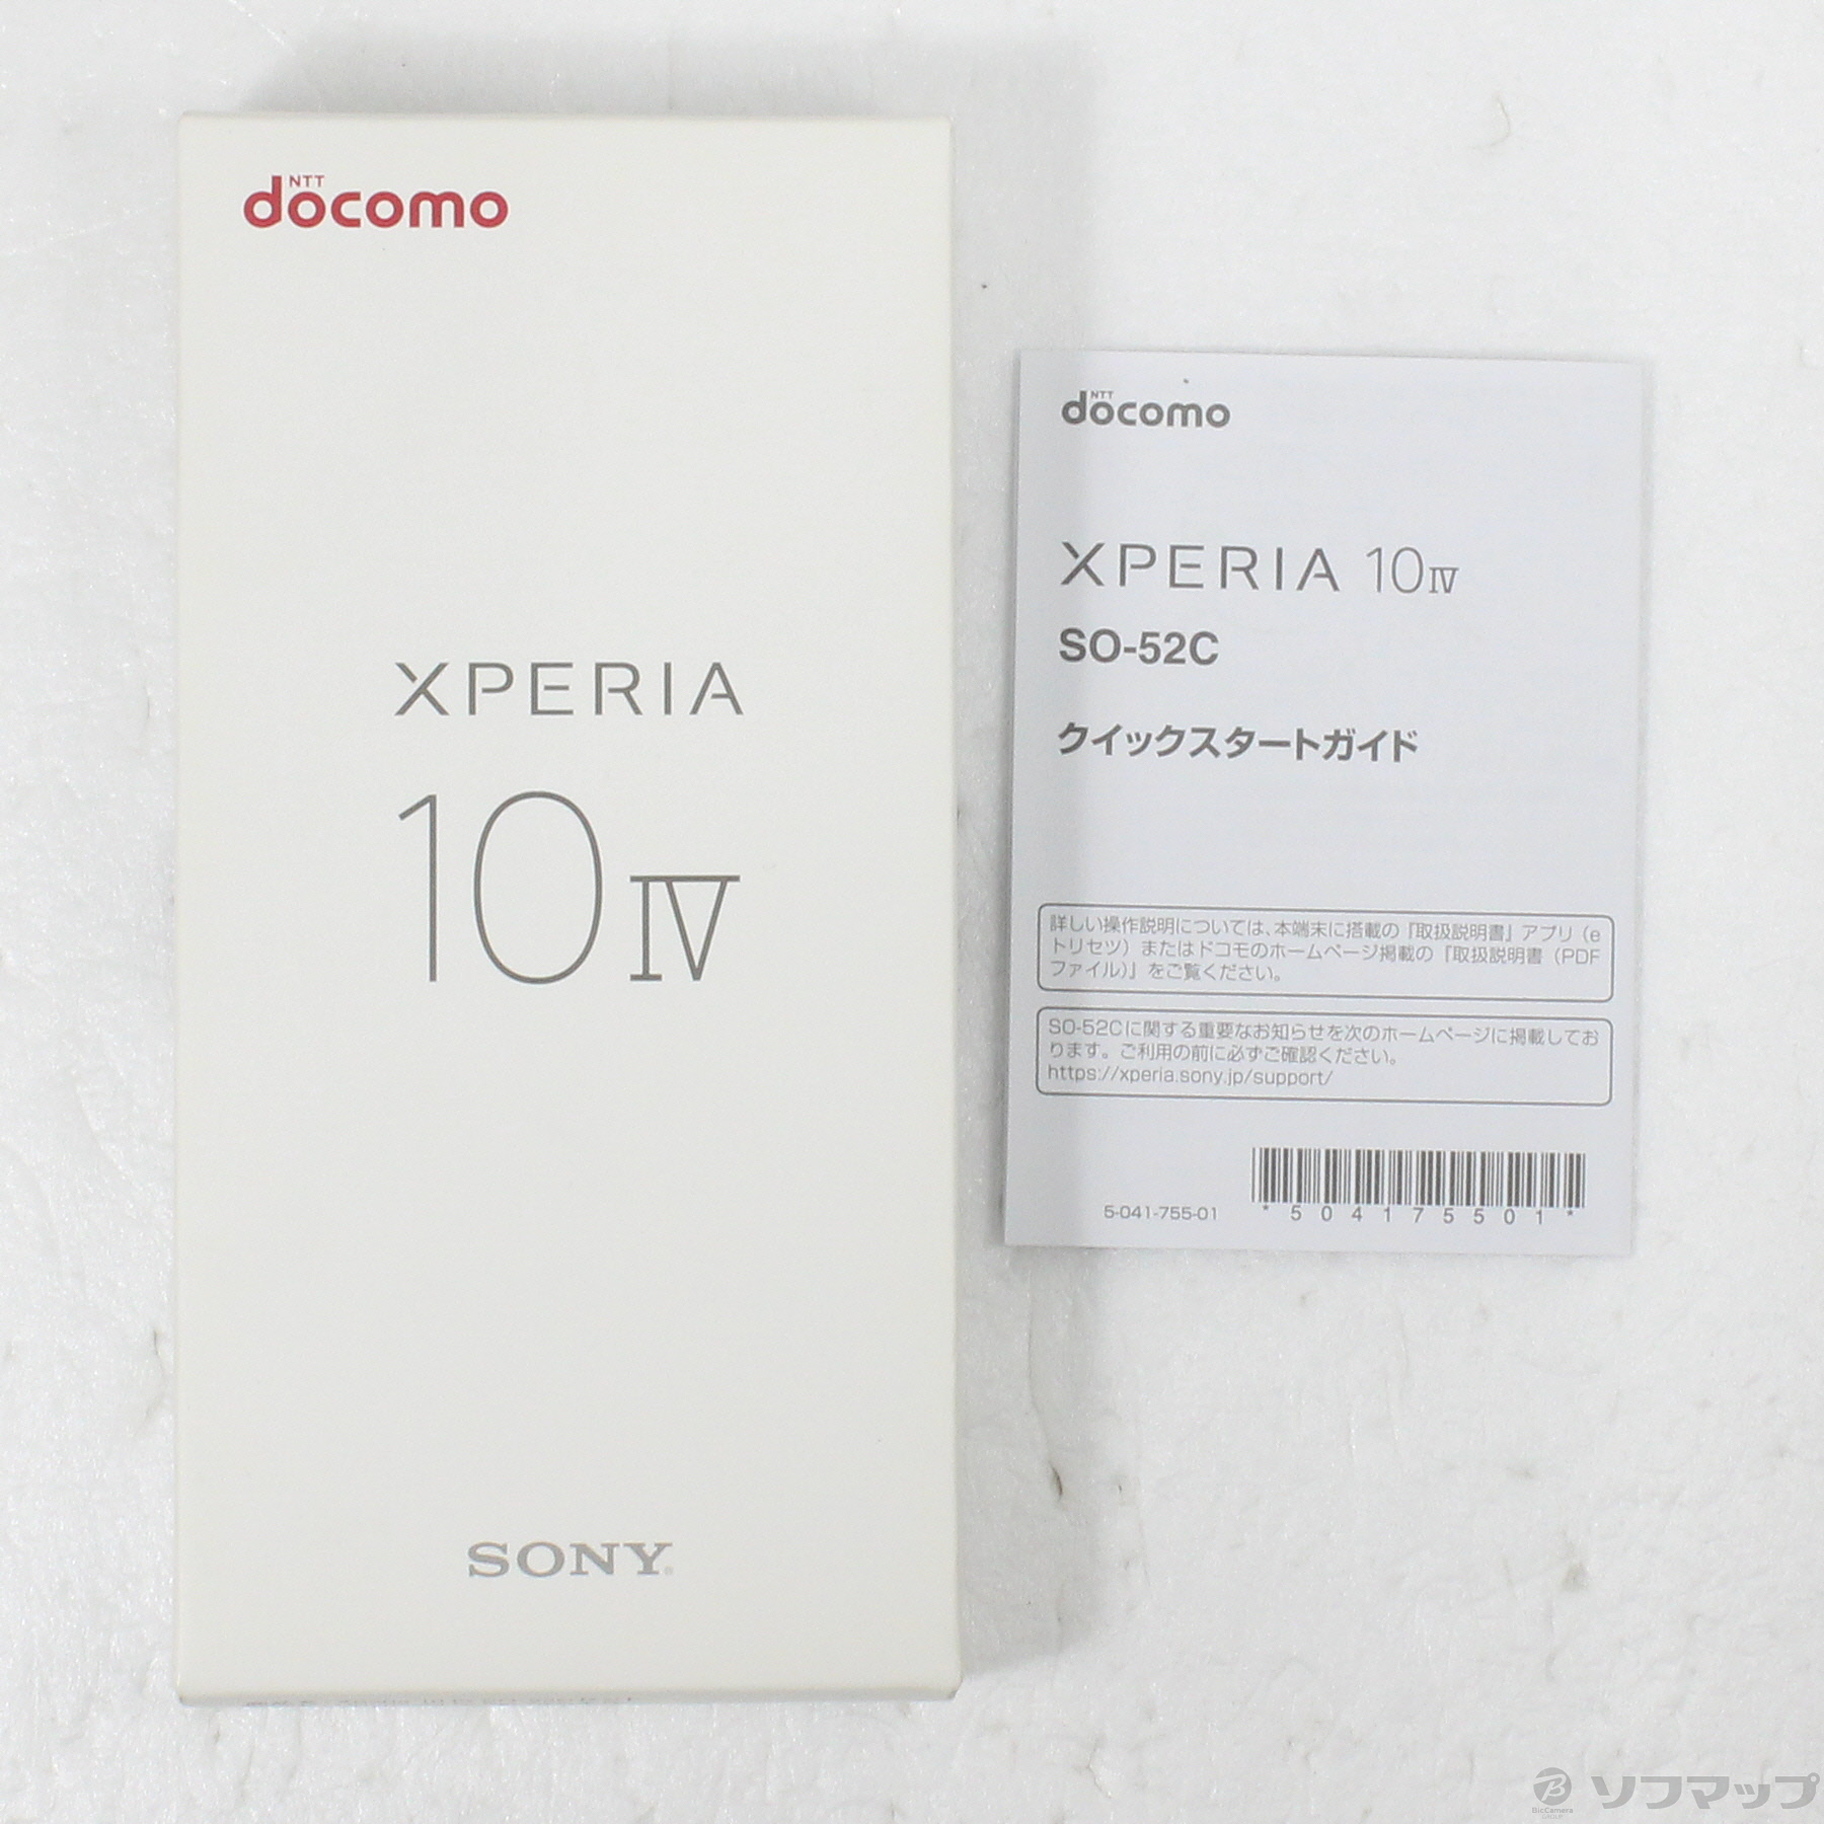 NTT
docomo
XPERIA
10 IV
SONY
NTT
docomo
XPERIA 10 IV
SO-52C
クイックスタートガイド
詳しい操作説明については、本端末に搭載の『取扱説明書』アプリ（e
トリセツ）またはドコモのホームページ掲載の『取扱説明書（PDF
ファイル）』をご覧ください。
SO-52Cに関する重要なお知らせを次のホームページに掲載してお
ります。ご利用の前に必ずご確認ください。
https://xperia.sony.jp/support/
5-041-755-01
*504175501*
B
BicCamera
GROUP
ソフマップ